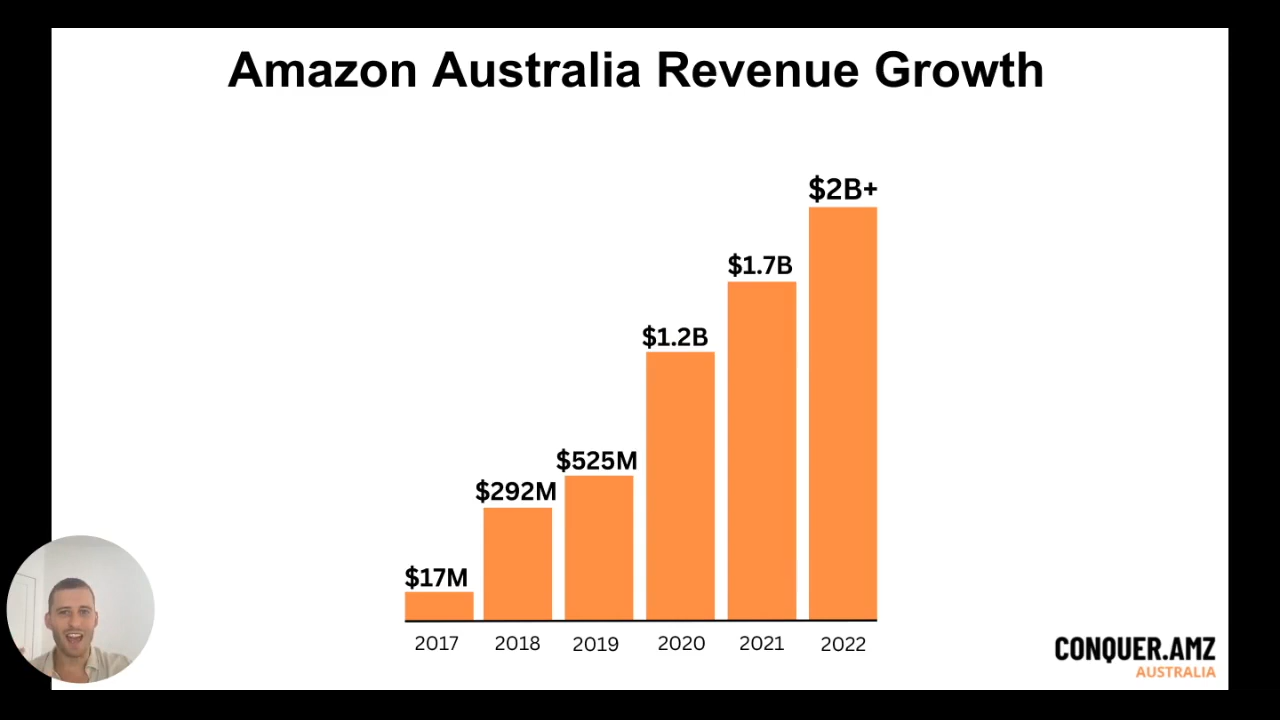 Amazon Australia Revenue Growth
$2B+
$1.7B
$1.2B
$525M
$292M
$17M
2017 2018 2019 2020 2021 2022
CONQUER.AMZ
AUSTRALIA